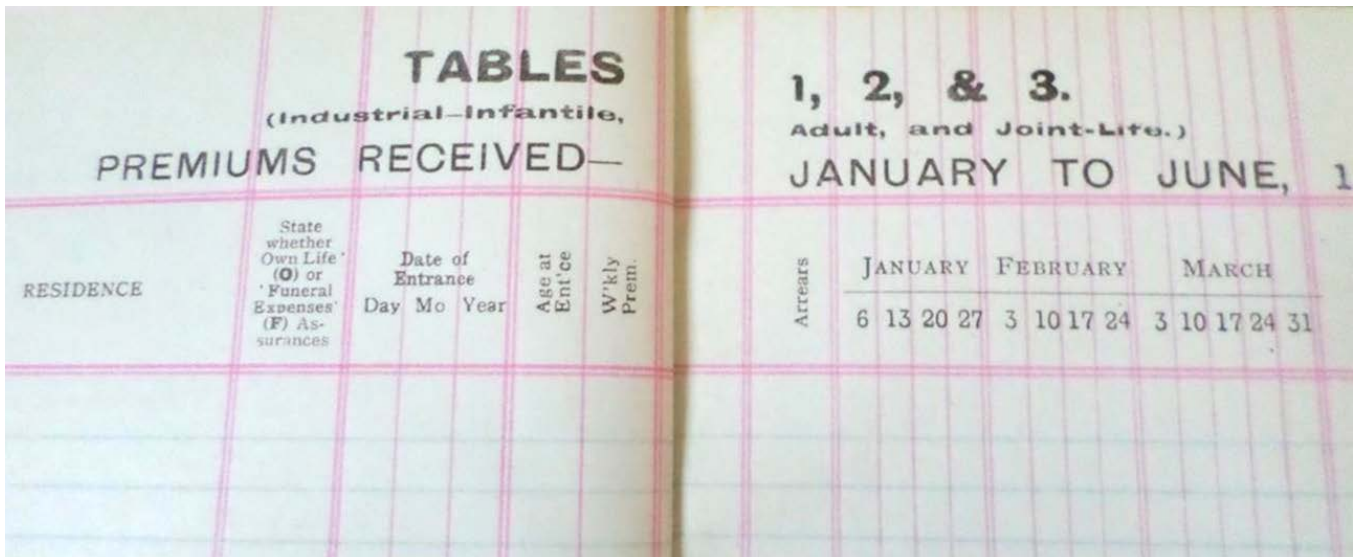 TABLES 1, 2, & 3.
(Industrial—Infantile, Adult, and Joint-Life.)
PREMIUMS RECEIVED— JANUARY TO JUNE, 1
RESIDENCE
State
whether
'Own Life'
(O) or
'Funeral
Expenses'
(F) As-
surances
Date of
Entrance
Day Mo Year
Age at
Ent'ce
W'kly
Prem.
Arrears
JANUARY FEBRUARY MARCH
6 13 20 27 3 10 17 24 3 10 17 24 31